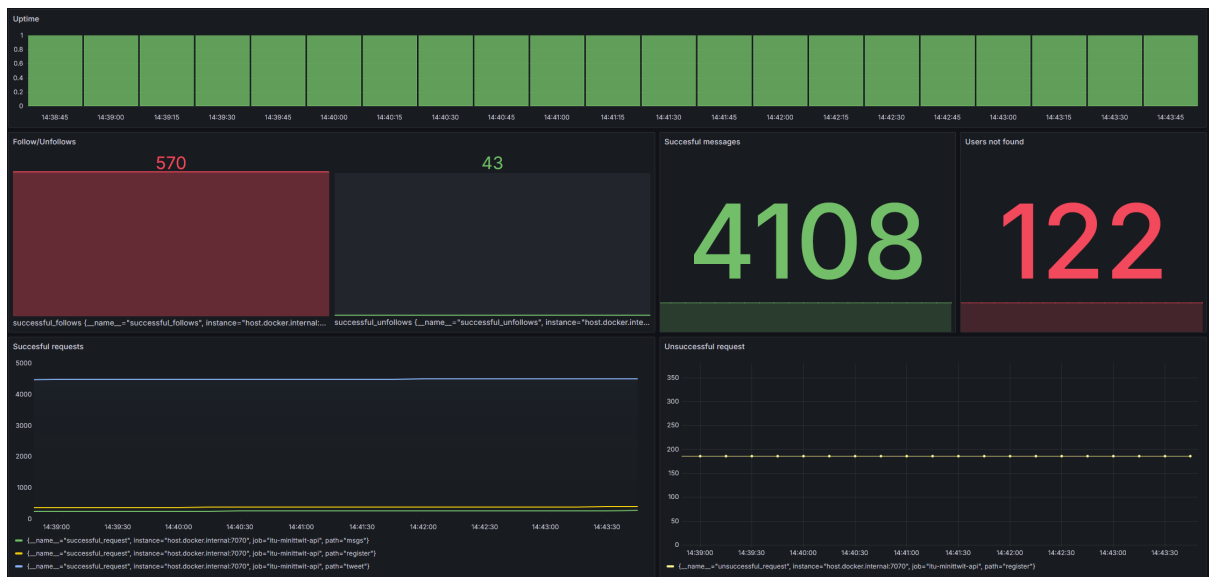 Uptime
1
0.8
0.6
0.4
0.2
0
14:38:45 14:39:00 14:39:15 14:39:30 14:39:45 14:40:00 14:40:15 14:40:30 14:40:45 14:41:00 14:41:15 14:41:30 14:41:45 14:42:00 14:42:15 14:42:30 14:42:45 14:43:00 14:43:15 14:43:30 14:43:45
Follow/Unfollows
570 43
successful_follows {__name__="successful_follows", instance="host.docker.internal:... successful_unfollows {__name__="successful_unfollows", instance="host.docker.inte...
Succesful messages
4108
Users not found
122
Succesful requests
5000
4000
3000
2000
1000
0
14:39:00 14:39:30 14:40:00 14:40:30 14:41:00 14:41:30 14:42:00 14:42:30 14:43:00 14:43:30
{__name__="successful_request", instance="host.docker.internal:7070", job="itu-minittwit-api", path="msgs"}
{__name__="successful_request", instance="host.docker.internal:7070", job="itu-minittwit-api", path="register"}
{__name__="successful_request", instance="host.docker.internal:7070", job="itu-minittwit-api", path="tweet"}
Unsuccessful request
350
300
250
200
150
100
50
0
14:39:00 14:39:30 14:40:00 14:40:30 14:41:00 14:41:30 14:42:00 14:42:30 14:43:00 14:43:30
{__name__="unsuccessful_request", instance="host.docker.internal:7070", job="itu-minittwit-api", path="register"}